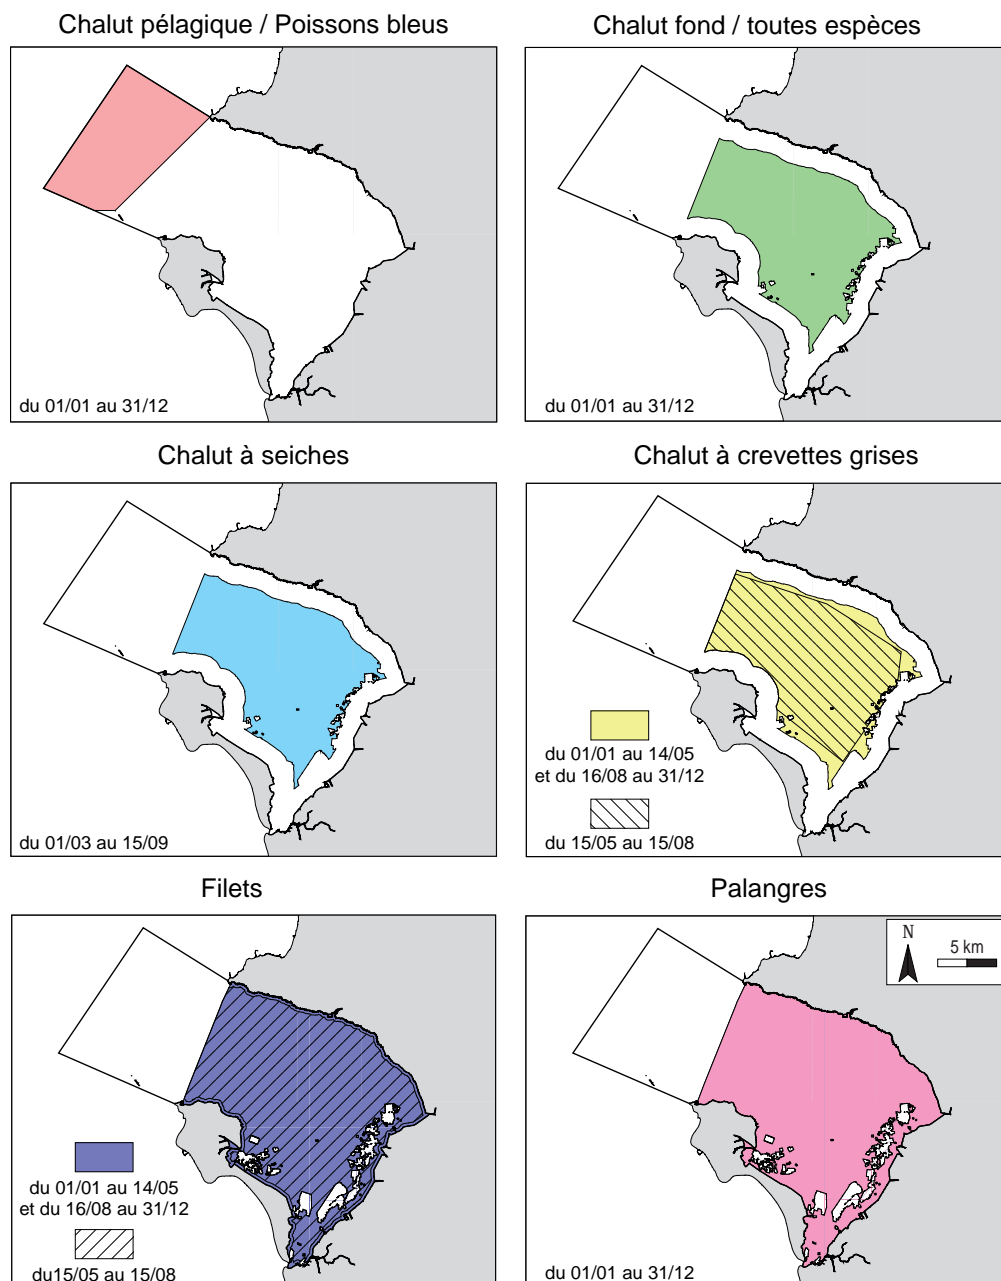 Chalut pélagique / Poissons bleus
Chalut fond / toutes espèces
du 01/01 au 31/12
du 01/01 au 31/12
Chalut à seiches
Chalut à crevettes grises
du 01/03 au 15/09
du 01/01 au 14/05
et du 16/08 au 31/12
du 15/05 au 15/08
Filets
Palangres
du 01/01 au 14/05
et du 16/08 au 31/12
du15/05 au 15/08
N
5 km
du 01/01 au 31/12